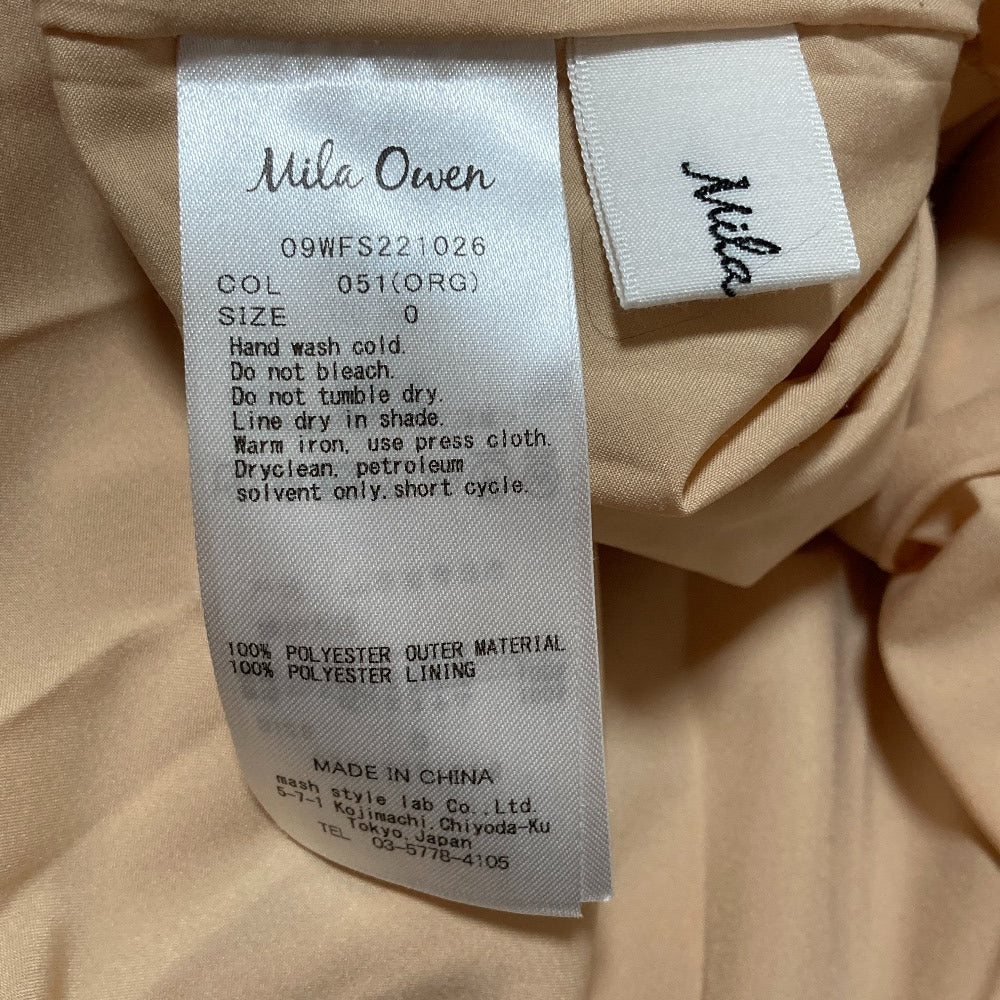 Mila Owen
09WFS221026
COL 051(ORG)
SIZE 0
Hand wash cold.
Do not bleach.
Do not tumble dry.
Line dry in shade.
Warm iron, use press cloth.
Dryclean, petroleum
solvent only.short cycle.
100% POLYESTER OUTER MATERIAL
100% POLYESTER LINING
MADE IN CHINA
mash style lab Co.,Ltd.
5-7-1 Kojimachi,Chiyoda-Ku
Tokyo,Japan
TEL 03-5778-4105
Mila